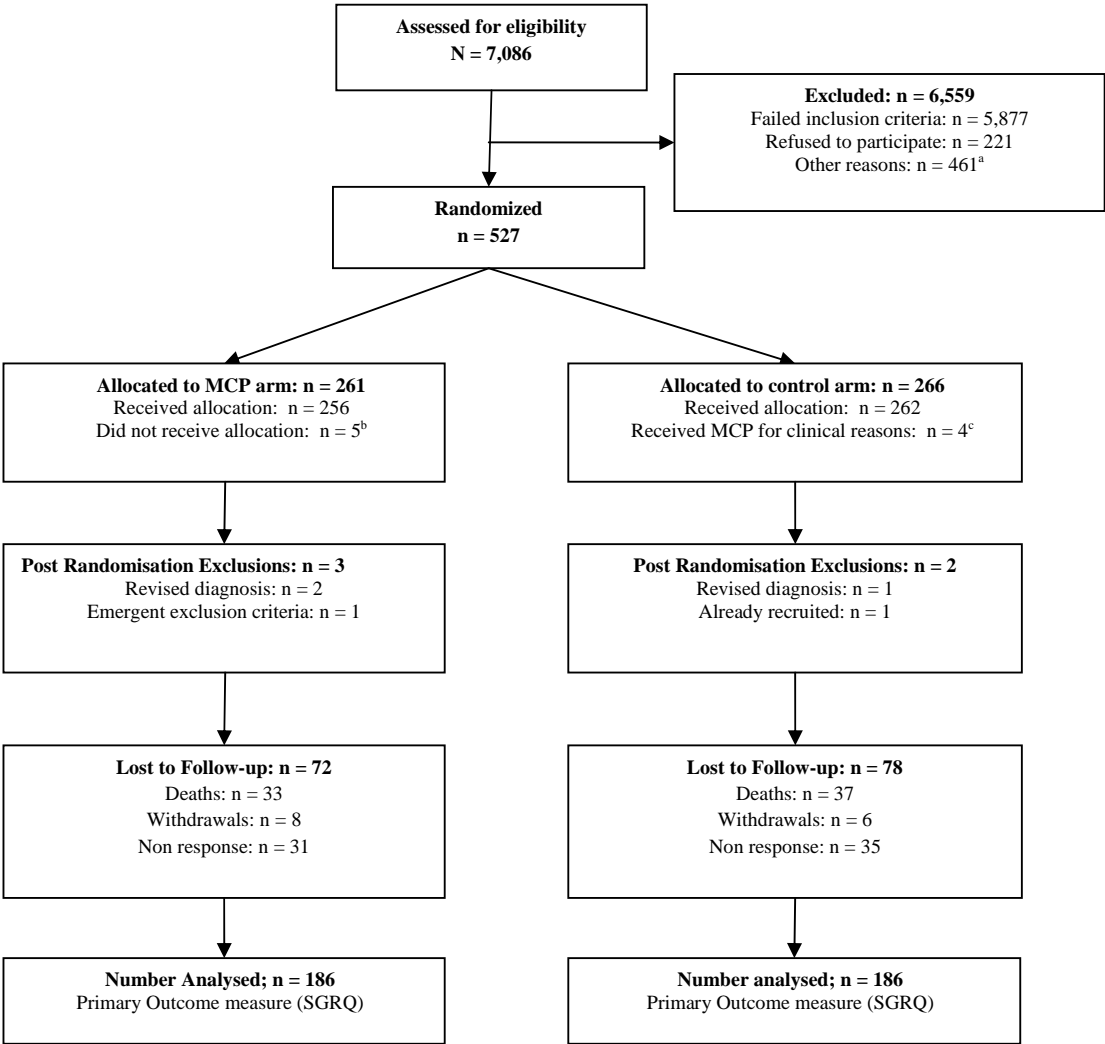 Assessed for eligibility
N = 7,086
Excluded: n = 6,559
Failed inclusion criteria: n = 5,877
Refused to participate: n = 221
Other reasons: n = 461ᵃ
Randomized
n = 527
Allocated to MCP arm: n = 261
Received allocation: n = 256
Did not receive allocation: n = 5ᵇ
Allocated to control arm: n = 266
Received allocation: n = 262
Received MCP for clinical reasons: n = 4ᶜ
Post Randomisation Exclusions: n = 3
Revised diagnosis: n = 2
Emergent exclusion criteria: n = 1
Post Randomisation Exclusions: n = 2
Revised diagnosis: n = 1
Already recruited: n = 1
Lost to Follow-up: n = 72
Deaths: n = 33
Withdrawals: n = 8
Non response: n = 31
Lost to Follow-up: n = 78
Deaths: n = 37
Withdrawals: n = 6
Non response: n = 35
Number Analysed; n = 186
Primary Outcome measure (SGRQ)
Number analysed; n = 186
Primary Outcome measure (SGRQ)